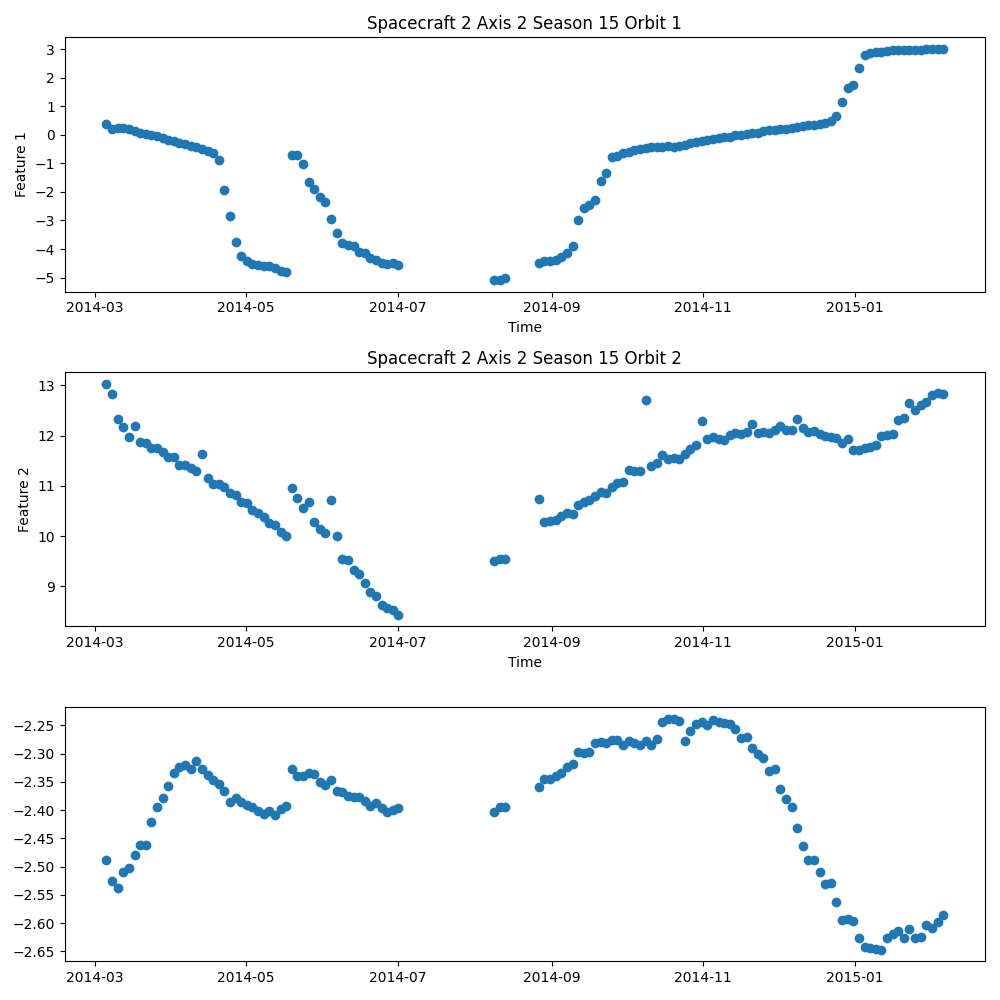 Spacecraft 2 Axis 2 Season 15 Orbit 1
3
2
1
0
−1
−2
−3
−4
−5
Feature 1
2014-03 2014-05 2014-07 2014-09 2014-11 2015-01
Time
Spacecraft 2 Axis 2 Season 15 Orbit 2
13
12
11
10
9
Feature 2
2014-03 2014-05 2014-07 2014-09 2014-11 2015-01
Time
−2.25
−2.30
−2.35
−2.40
−2.45
−2.50
−2.55
−2.60
−2.65
2014-03 2014-05 2014-07 2014-09 2014-11 2015-01